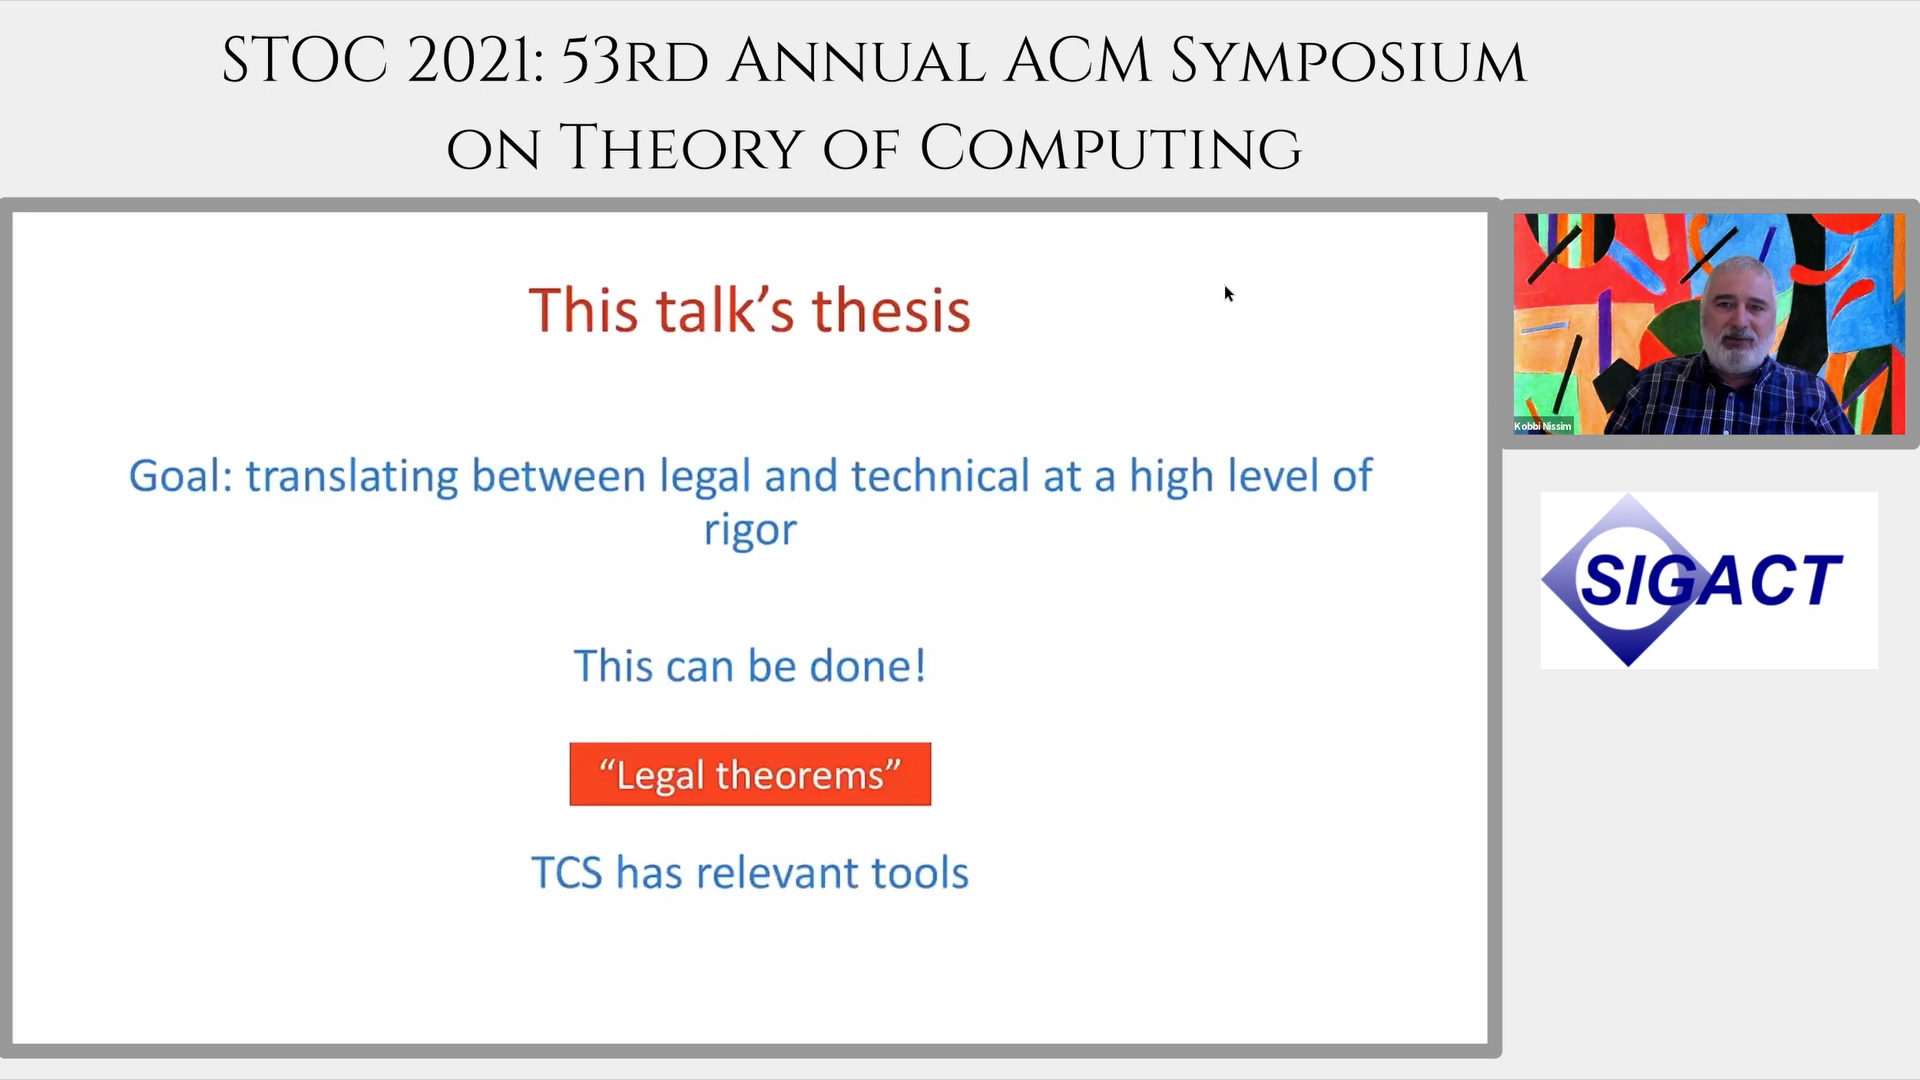 STOC 2021: 53rd Annual ACM Symposium
on Theory of Computing
This talk’s thesis
Goal: translating between legal and technical at a high level of
rigor
This can be done!
“Legal theorems”
TCS has relevant tools
Kobbi Nissim
SIGACT